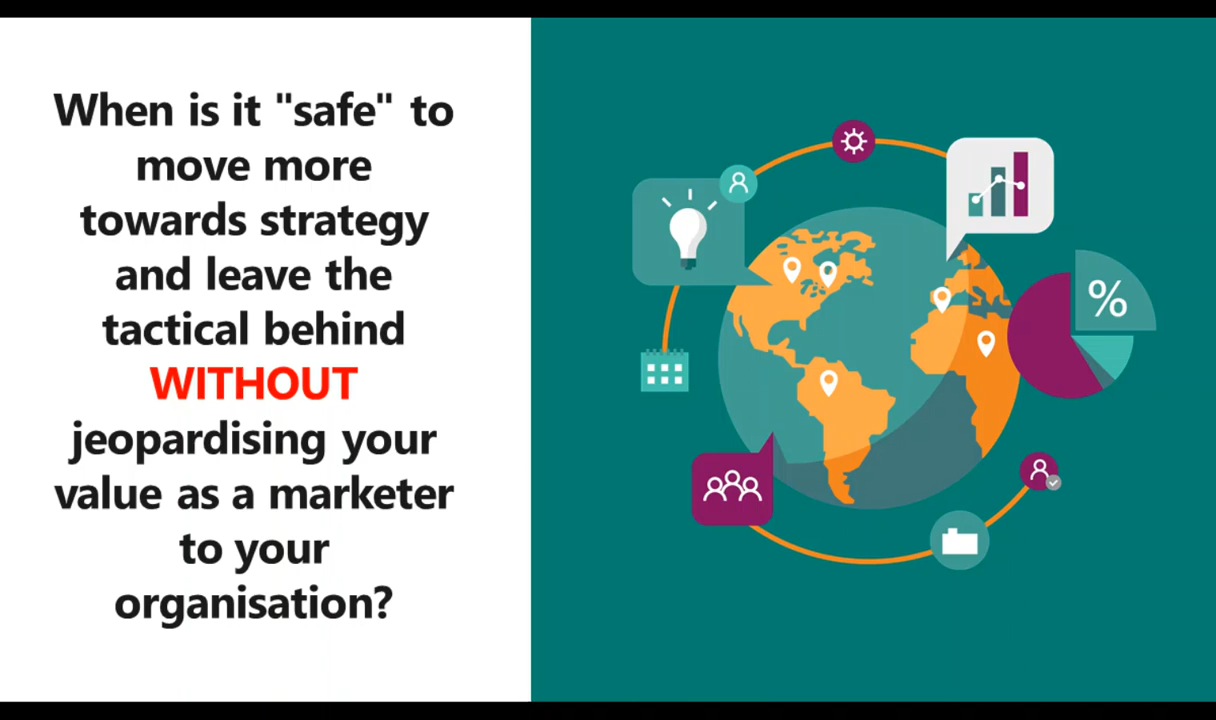 When is it "safe" to
move more
towards strategy
and leave the
tactical behind
WITHOUT
jeopardising your
value as a marketer
to your
organisation?
%